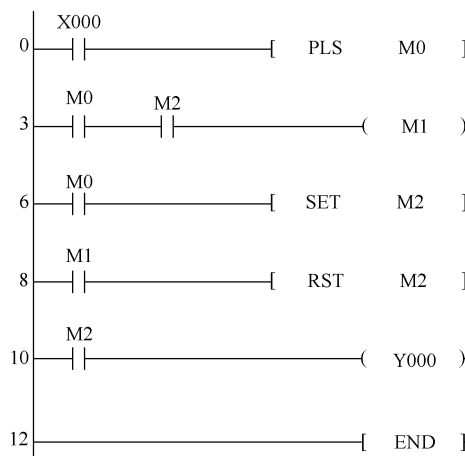 X000
0 [ PLS M0 ]
M0 M2
3 ( M1 )
M0
6 [ SET M2 ]
M1
8 [ RST M2 ]
M2
10 ( Y000 )
12 [ END ]